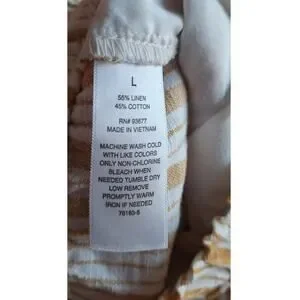 L
55% LINEN
45% COTTON
RN# 93677
MADE IN VIETNAM
MACHINE WASH COLD
WITH LIKE COLORS
ONLY NON-CHLORINE
BLEACH WHEN
NEEDED TUMBLE DRY
LOW REMOVE
PROMPTLY WARM
IRON IF NEEDED
76183-5